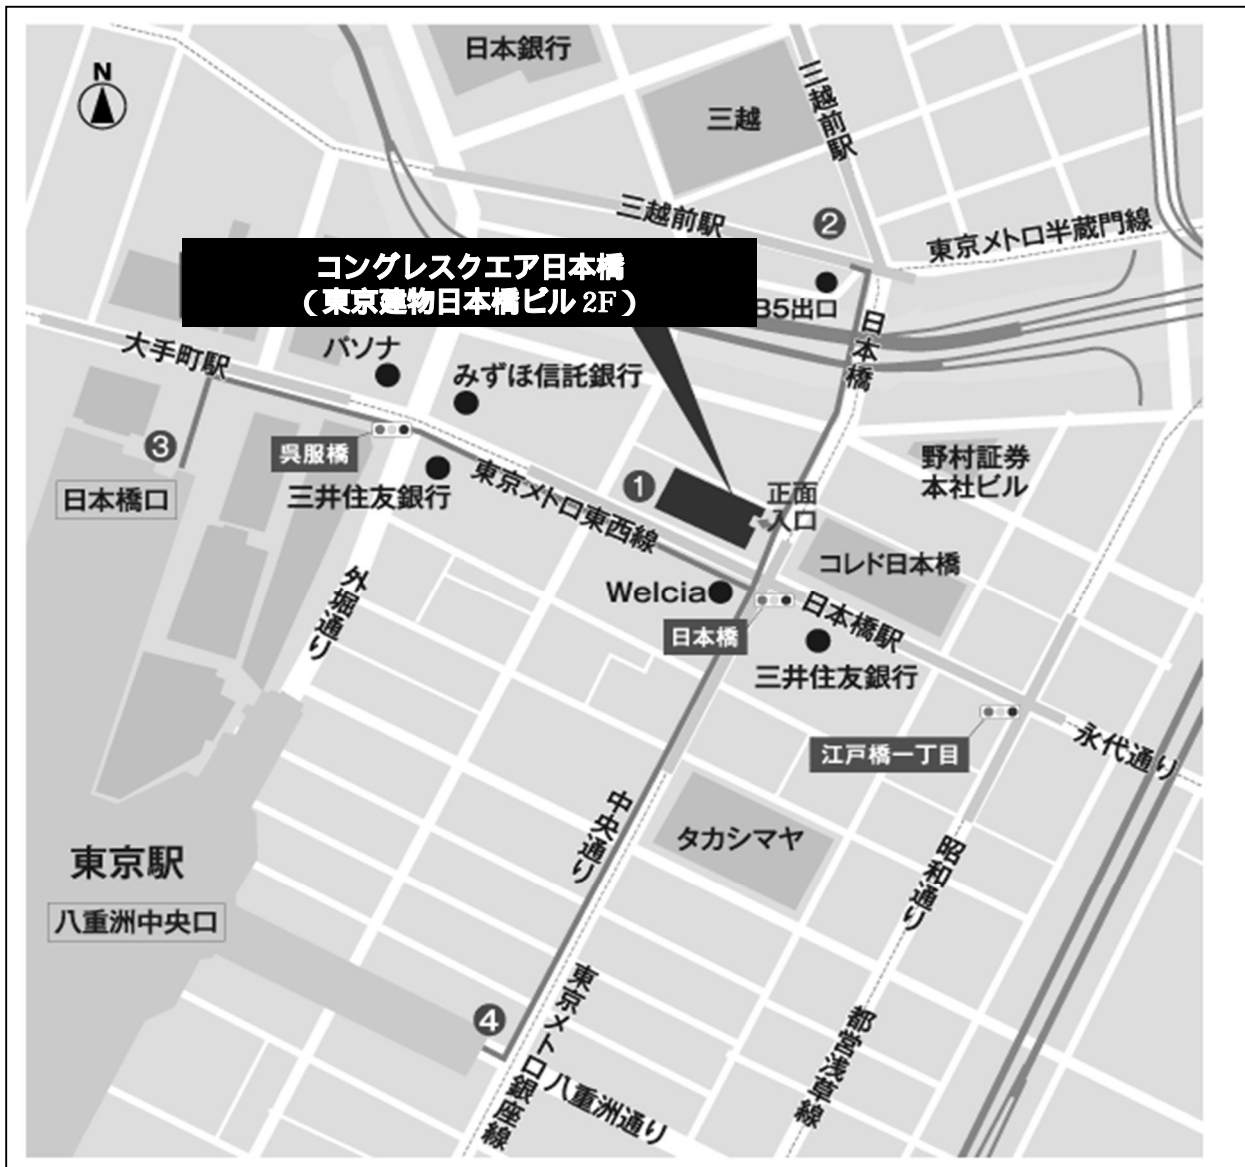 日本銀行
N
三越
三越前駅
三越前駅
2
東京メトロ半蔵門線
コングレスクエア日本橋
（東京建物日本橋ビル 2F）
B5出口
日本橋
大手町駅
パソナ
みずほ信託銀行
3
呉服橋
日本橋口
三井住友銀行
東京メトロ東西線
1
正面
入口
野村証券
本社ビル
コレド日本橋
外堀通り
Welcia
日本橋
日本橋駅
三井住友銀行
江戸橋一丁目
永代通り
中央通り
タカシマヤ
昭和通り
東京駅
八重洲中央口
4
東京メトロ銀座線
八重洲通り
都営浅草線